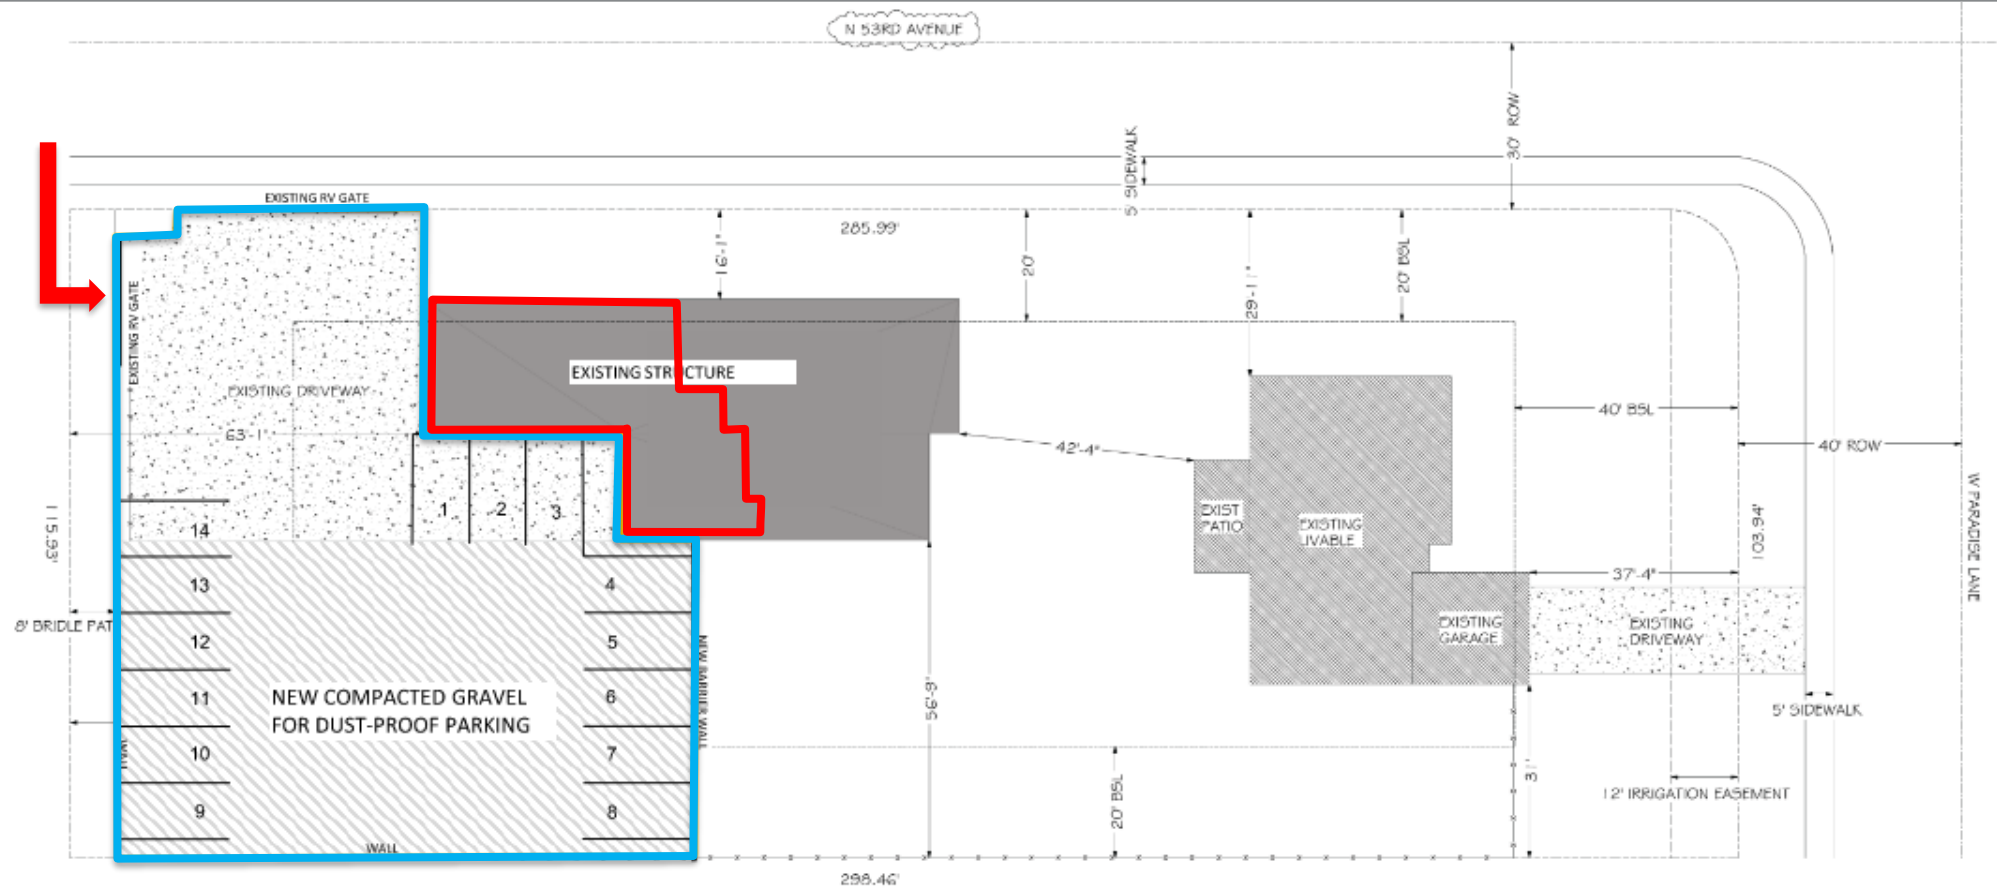 N 53RD AVENUE
30' ROW
5' SIDEWALK
EXISTING RV GATE
285.99'
16'-1"
20'
29'-1"
20' BSL
EXISTING RV GATE
EXISTING STRUCTURE
EXISTING DRIVEWAY
63'-1"
40' BSL
42'-4"
40' ROW
W PARADISE LANE
115.93'
1
2
3
14
EXIST
PATIO
EXISTING
LIVABLE
103.94'
37'-4"
13
4
8' BRIDLE PAT
12
5
EXISTING
GARAGE
EXISTING
DRIVEWAY
NEW BARRIER WALL
11
6
NEW COMPACTED GRAVEL
FOR DUST-PROOF PARKING
56'-9"
5' SIDEWALK
WALL
10
7
31'
20' BSL
12' IRRIGATION EASEMENT
9
8
WALL
298.46'